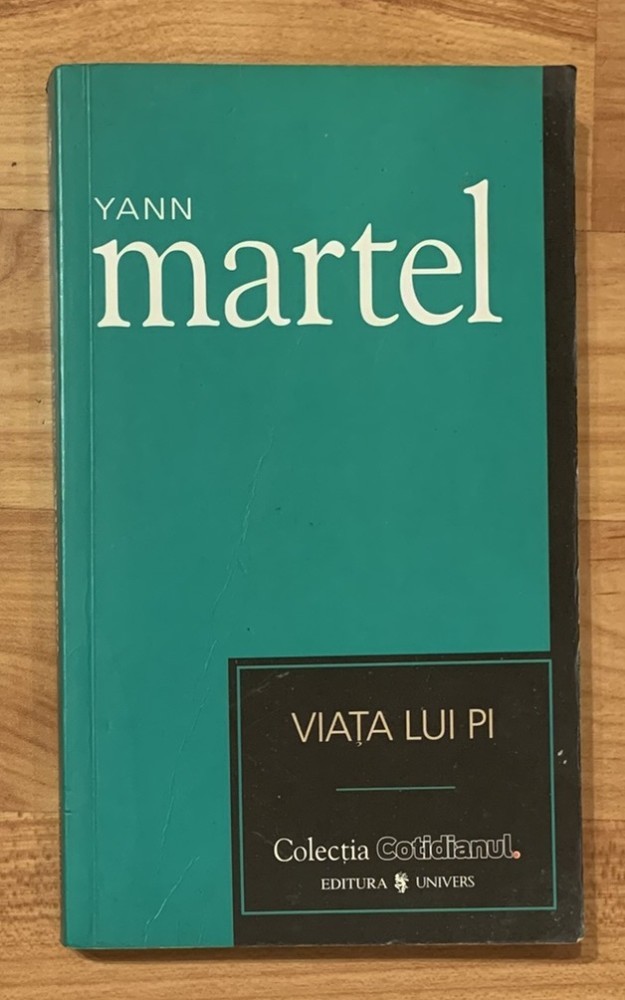 YANN
martel
VIAȚA LUI PI
Colecția Cotidianul.
EDITURA UNIVERS